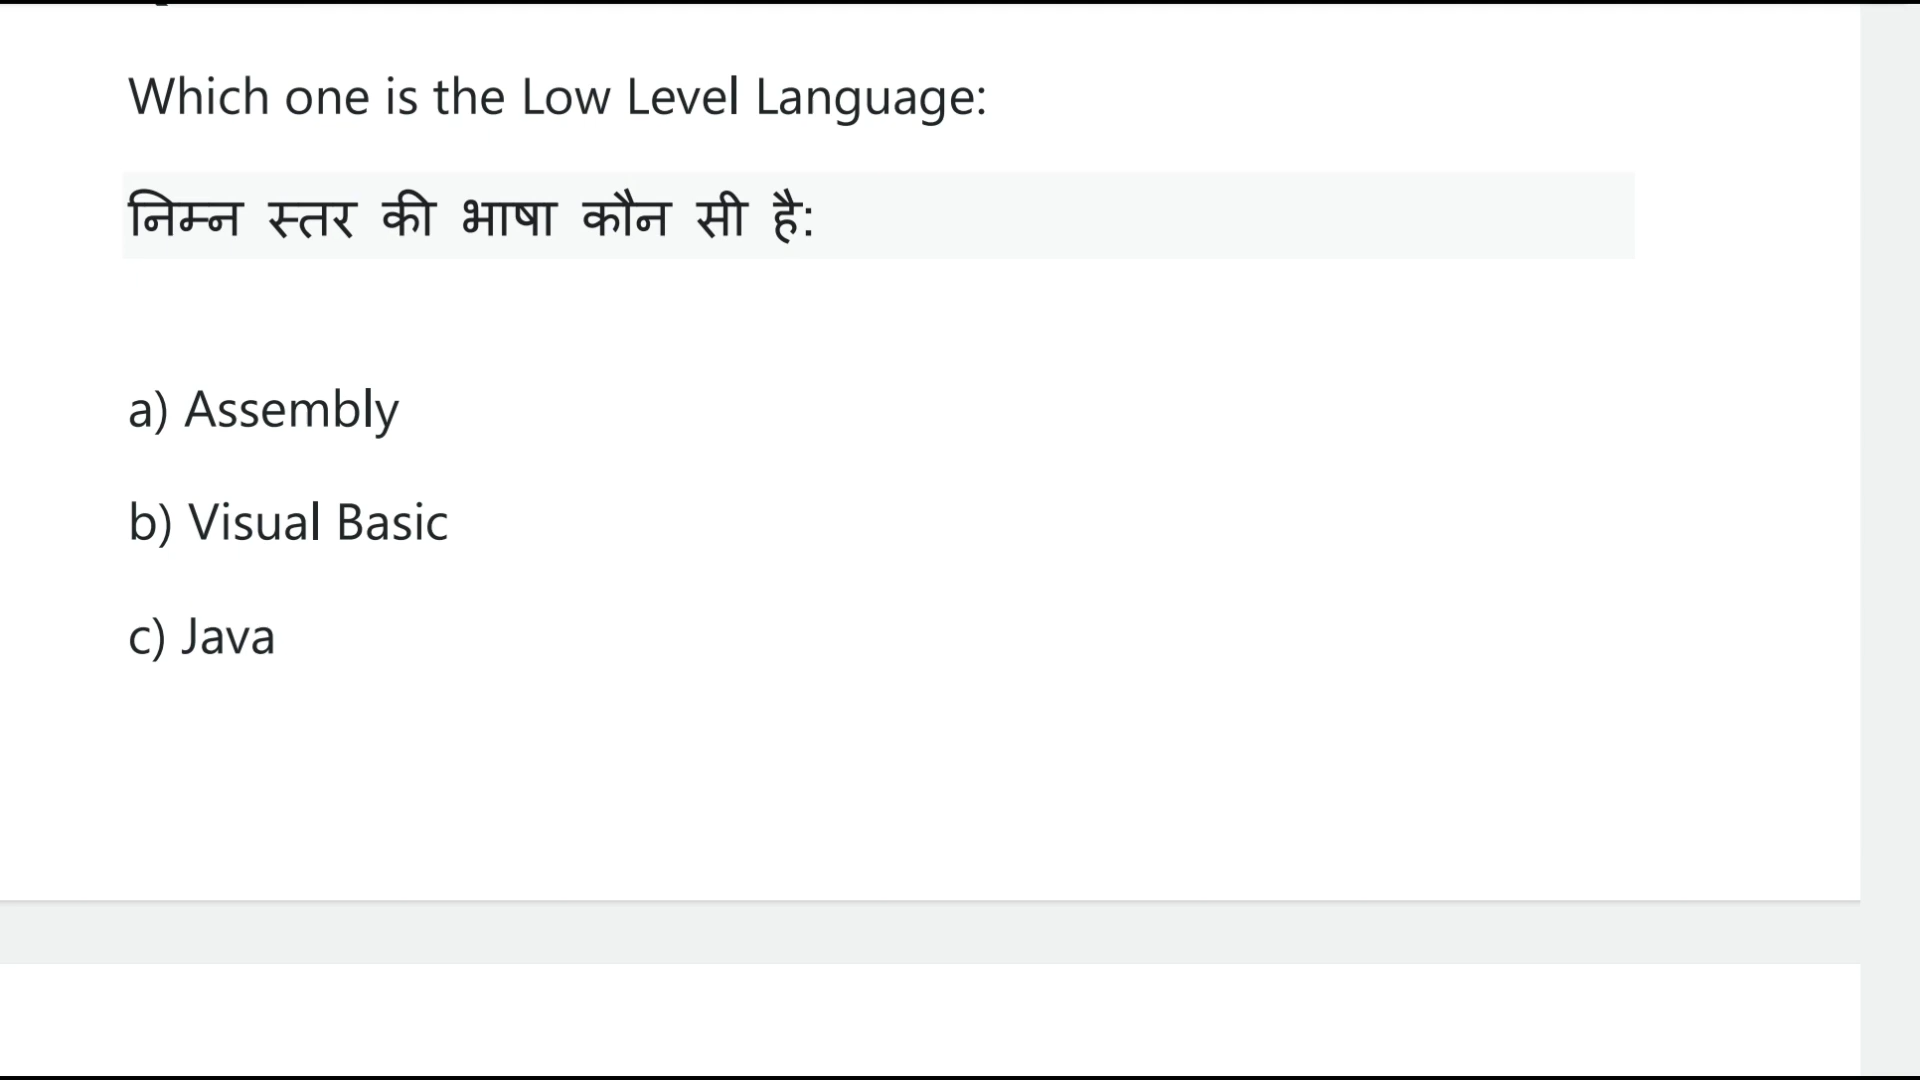 Which one is the Low Level Language:
निम्न स्तर की भाषा कौन सी है:
a) Assembly
b) Visual Basic
c) Java